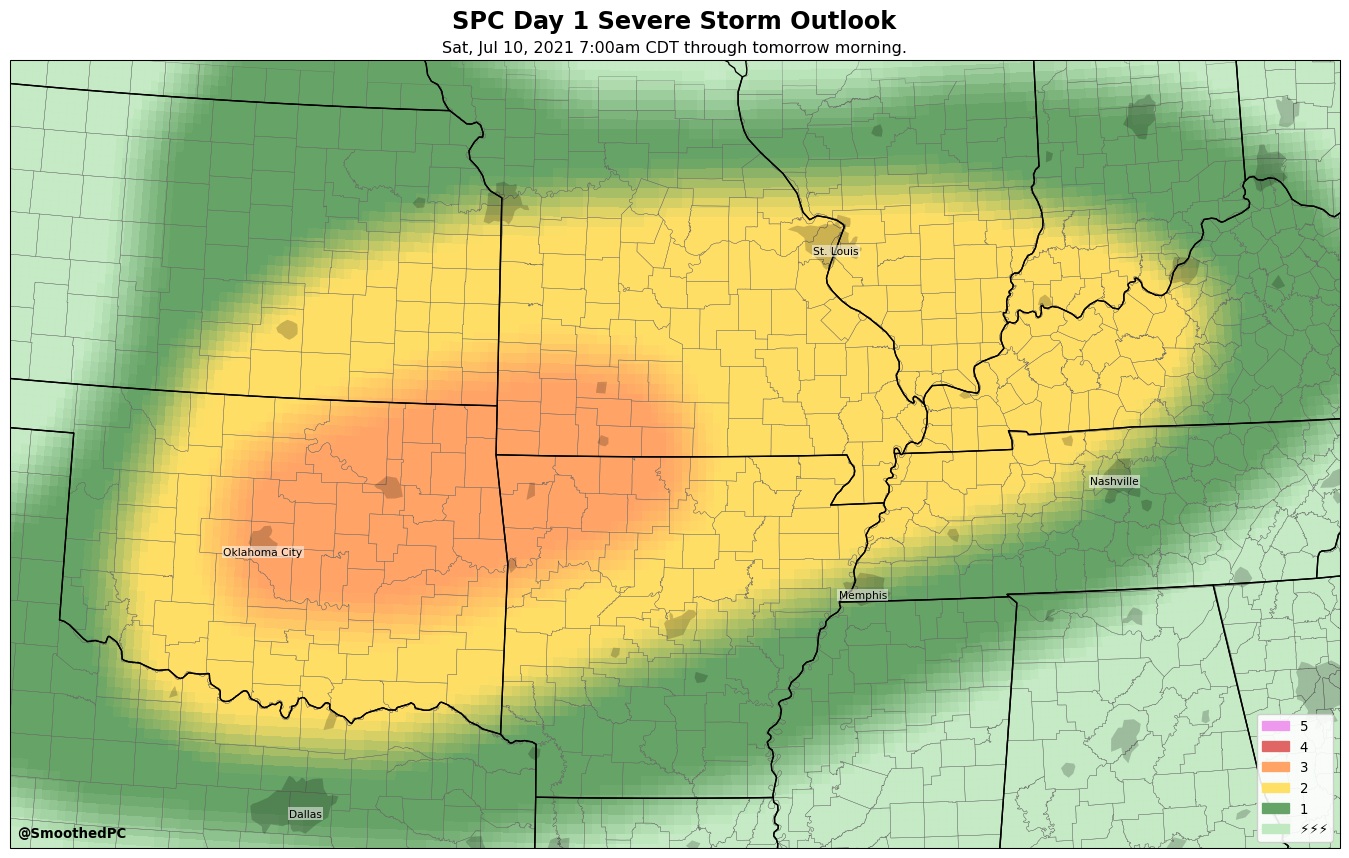 SPC Day 1 Severe Storm Outlook
Sat, Jul 10, 2021 7:00am CDT through tomorrow morning.
St. Louis
Nashville
Oklahoma City
Memphis
Dallas
@SmoothedPC
5
4
3
2
1
⚡⚡⚡